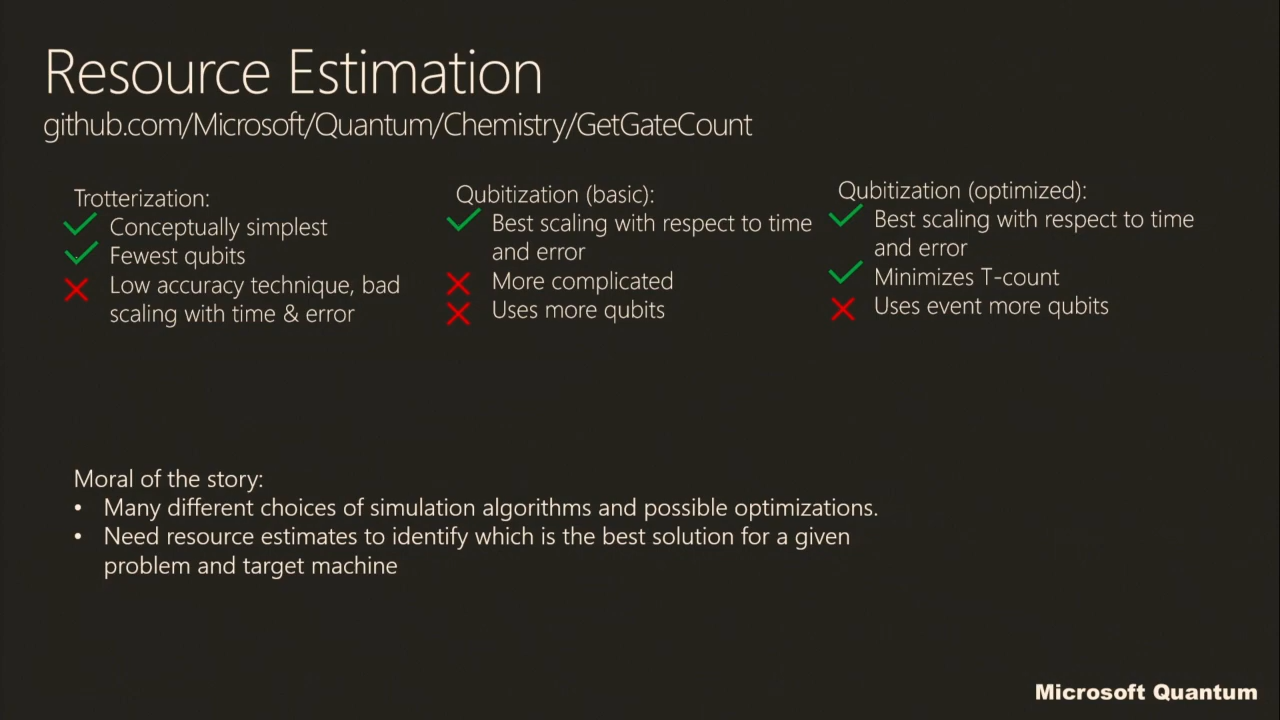 Resource Estimation
github.com/Microsoft/Quantum/Chemistry/GetGateCount
Trotterization:
Conceptually simplest
Fewest qubits
Low accuracy technique, bad
scaling with time & error
Qubitization (basic):
Best scaling with respect to time
and error
More complicated
Uses more qubits
Qubitization (optimized):
Best scaling with respect to time
and error
Minimizes T-count
Uses event more qubits
Moral of the story:
• Many different choices of simulation algorithms and possible optimizations.
• Need resource estimates to identify which is the best solution for a given
problem and target machine
Microsoft Quantum